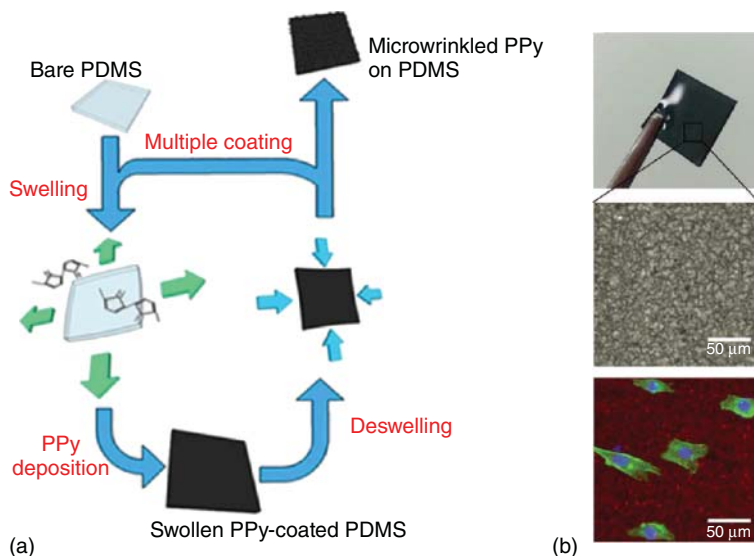 Bare PDMS
Microwrinkled PPy
on PDMS
Multiple coating
Swelling
PPy
deposition
Deswelling
Swollen PPy-coated PDMS
(a)
50 μm
50 μm
(b)